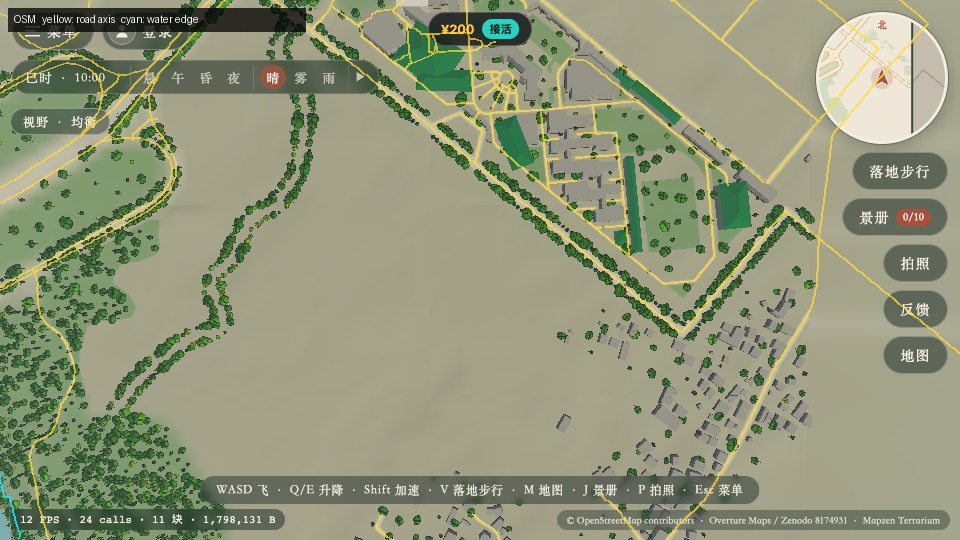 OSM yellow: road axis cyan: water edge
菜单 登录
¥200 接活
北
巳时 · 10:00 晨 午 昏 夜 晴 雾 雨
视野 · 均衡
落地步行
景册 0/10
拍照
反馈
地图
WASD 飞 · Q/E 升降 · Shift 加速 · V 落地步行 · M 地图 · J 景册 · P 拍照 · Esc 菜单
12 FPS · 24 calls · 11 块 · 1,798,131 B
© OpenStreetMap contributors · Overture Maps / Zenodo 8174931 · Mapzen Terrarium